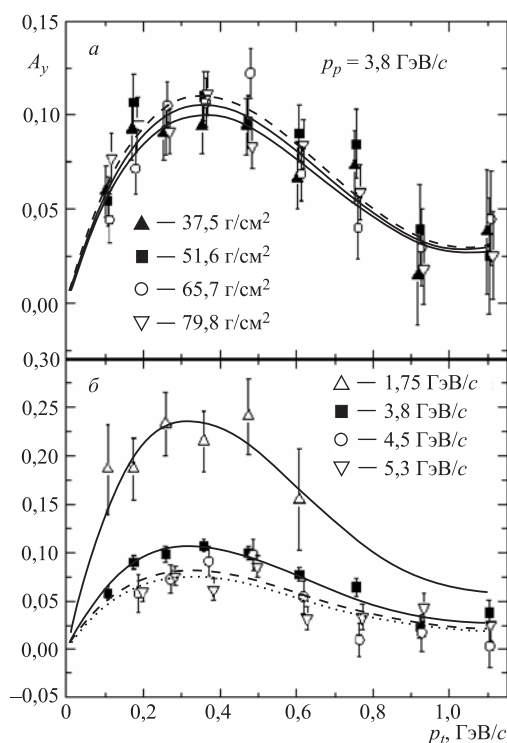 0,15
a
A_y
p_p = 3,8 ГэВ/c
0,10
0,05
▲ — 37,5 г/см²
■ — 51,6 г/см²
○ — 65,7 г/см²
▽ — 79,8 г/см²
0,00
0,30
б
△ — 1,75 ГэВ/c
■ — 3,8 ГэВ/c
○ — 4,5 ГэВ/c
▽ — 5,3 ГэВ/c
0,25
0,20
0,15
0,10
0,05
0,00
–0,05
0 0,2 0,4 0,6 0,8 1,0
p_t, ГэВ/c